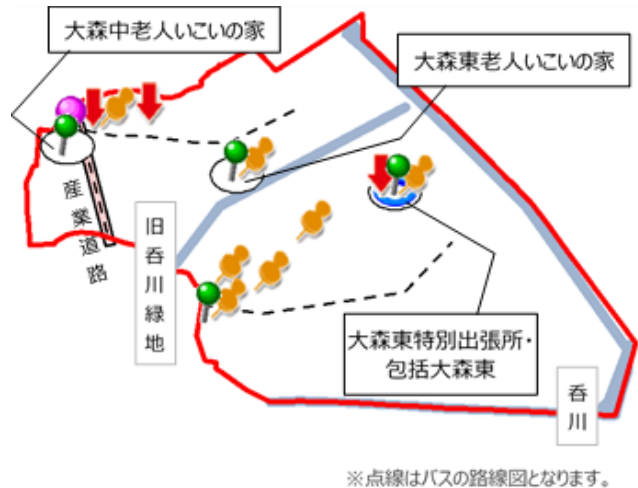 大森中老人いこいの家
大森東老人いこいの家
産業道路
旧呑川緑地
大森東特別出張所・
包括大森東
呑川
※点線はバスの路線図となります。